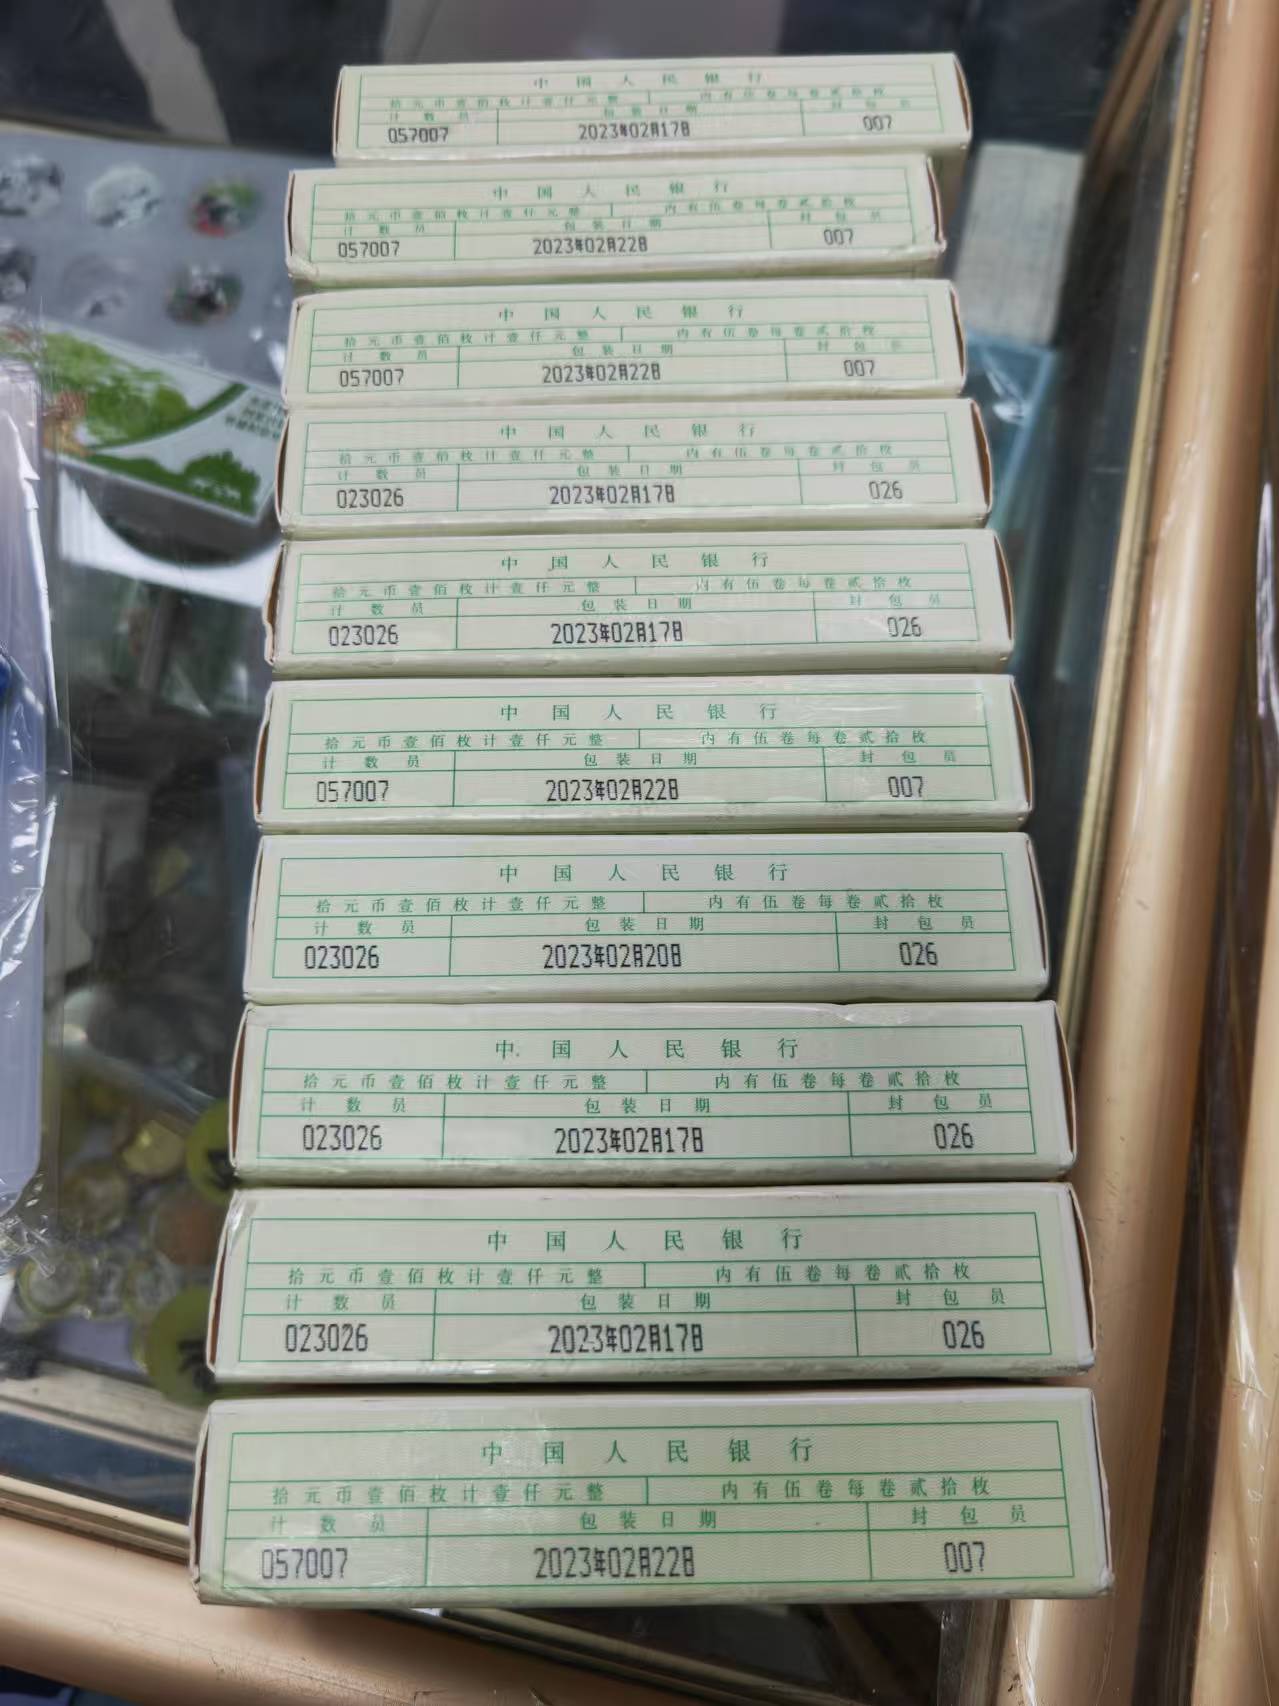 中国人民银行
拾元币壹佰枚计壹仟元整 内有伍卷每卷贰拾枚
计数员 包装日期 封包员
057007 2023年02月17日 007
中国人民银行
拾元币壹佰枚计壹仟元整 内有伍卷每卷贰拾枚
计数员 包装日期 封包员
057007 2023年02月22日 007
中国人民银行
拾元币壹佰枚计壹仟元整 内有伍卷每卷贰拾枚
计数员 包装日期 封包员
057007 2023年02月22日 007
中国人民银行
拾元币壹佰枚计壹仟元整 内有伍卷每卷贰拾枚
计数员 包装日期 封包员
023026 2023年02月17日 026
中国人民银行
拾元币壹佰枚计壹仟元整 内有伍卷每卷贰拾枚
计数员 包装日期 封包员
023026 2023年02月17日 026
中国人民银行
拾元币壹佰枚计壹仟元整 内有伍卷每卷贰拾枚
计数员 包装日期 封包员
057007 2023年02月22日 007
中国人民银行
拾元币壹佰枚计壹仟元整 内有伍卷每卷贰拾枚
计数员 包装日期 封包员
023026 2023年02月20日 026
中国人民银行
拾元币壹佰枚计壹仟元整 内有伍卷每卷贰拾枚
计数员 包装日期 封包员
023026 2023年02月17日 026
中国人民银行
拾元币壹佰枚计壹仟元整 内有伍卷每卷贰拾枚
计数员 包装日期 封包员
023026 2023年02月17日 026
中国人民银行
拾元币壹佰枚计壹仟元整 内有伍卷每卷贰拾枚
计数员 包装日期 封包员
057007 2023年02月22日 007